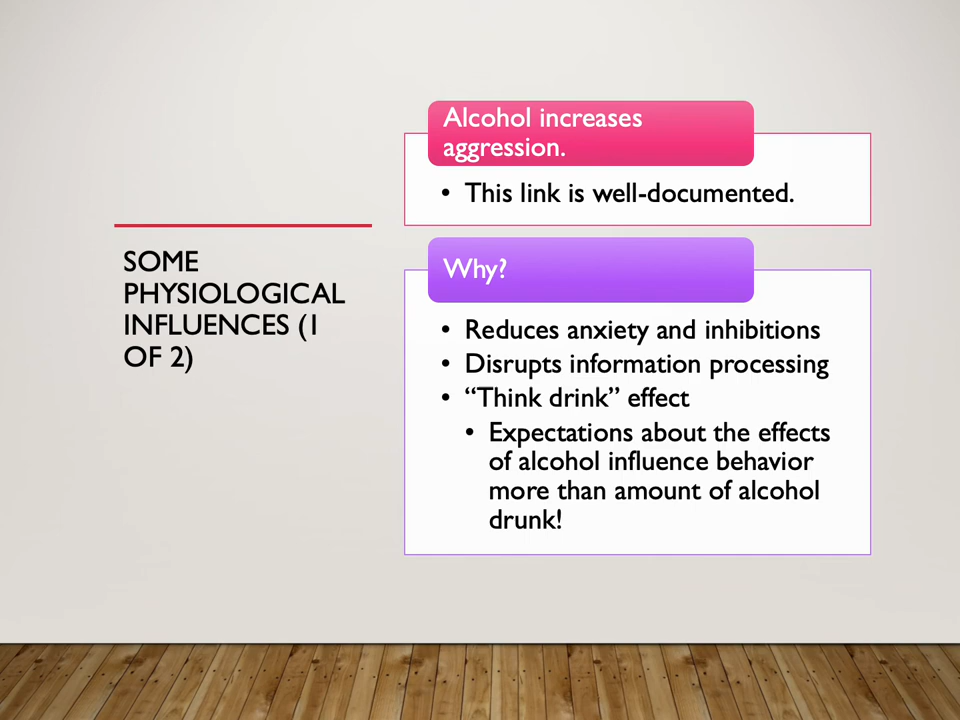 SOME
PHYSIOLOGICAL
INFLUENCES (1
OF 2)
Alcohol increases
aggression.
• This link is well-documented.
Why?
• Reduces anxiety and inhibitions
• Disrupts information processing
• “Think drink” effect
• Expectations about the effects
of alcohol influence behavior
more than amount of alcohol
drunk!